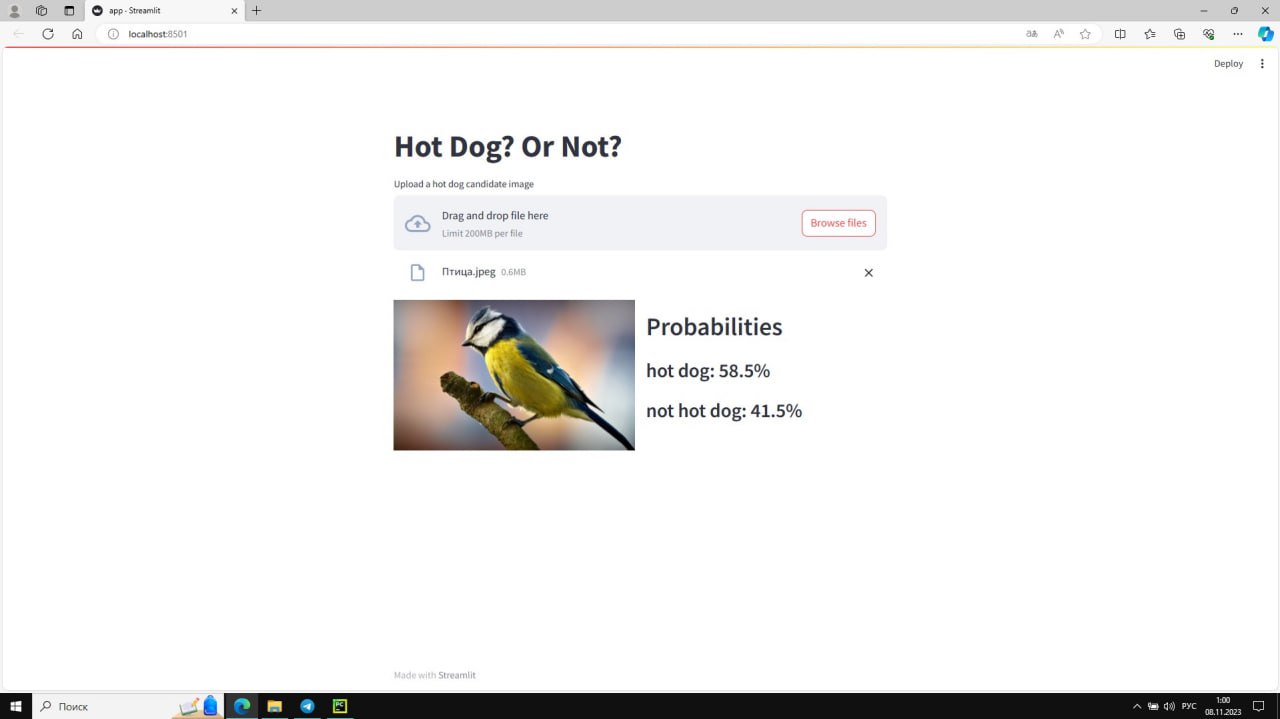 app · Streamlit
localhost:8501
Deploy
Hot Dog? Or Not?
Upload a hot dog candidate image
Drag and drop file here
Limit 200MB per file
Browse files
Птица.jpeg 0.6MB
Probabilities
hot dog: 58.5%
not hot dog: 41.5%
Made with Streamlit
Поиск
РУС
1:00
08.11.2023